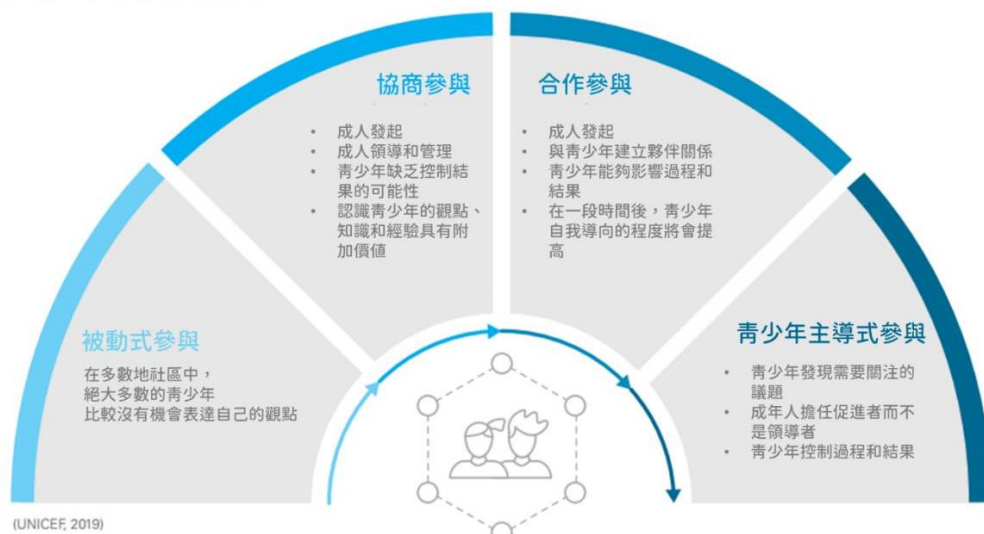 協商參與
• 成人發起
• 成人領導和管理
• 青少年缺乏控制結
果的可能性
• 認識青少年的觀點、
知識和經驗具有附
加價值
合作參與
• 成人發起
• 與青少年建立夥伴關係
• 青少年能夠影響過程和
結果
• 在一段時間後，青少年
自我導向的程度將會提
高
被動式參與
在多數地社區中，
絕大多數的青少年
比較沒有機會表達自己的觀點
青少年主導式參與
• 青少年發現需要關注的
議題
• 成年人擔任促進者而不
是領導者
• 青少年控制過程和結果
(UNICEF, 2019)